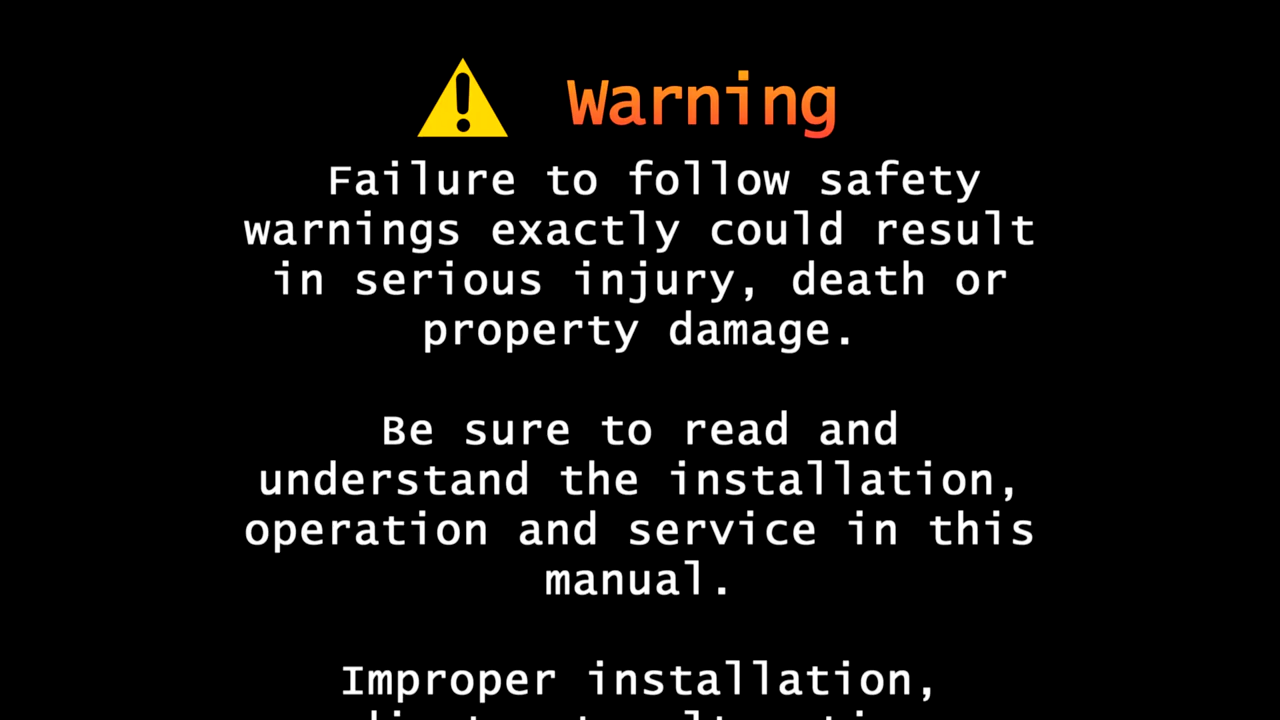 Warning
Failure to follow safety
warnings exactly could result
in serious injury, death or
property damage.
Be sure to read and
understand the installation,
operation and service in this
manual.
Improper installation,